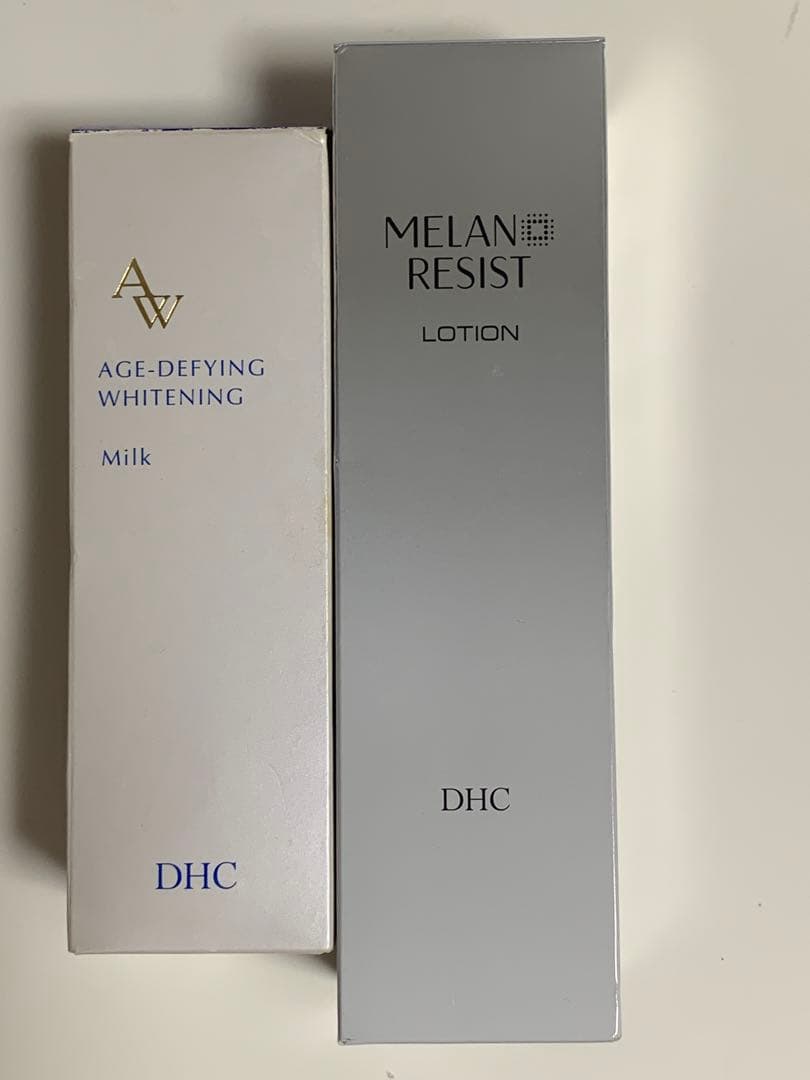 AW
AGE-DEFYING
WHITENING
Milk
DHC
MELANO
RESIST
LOTION
DHC